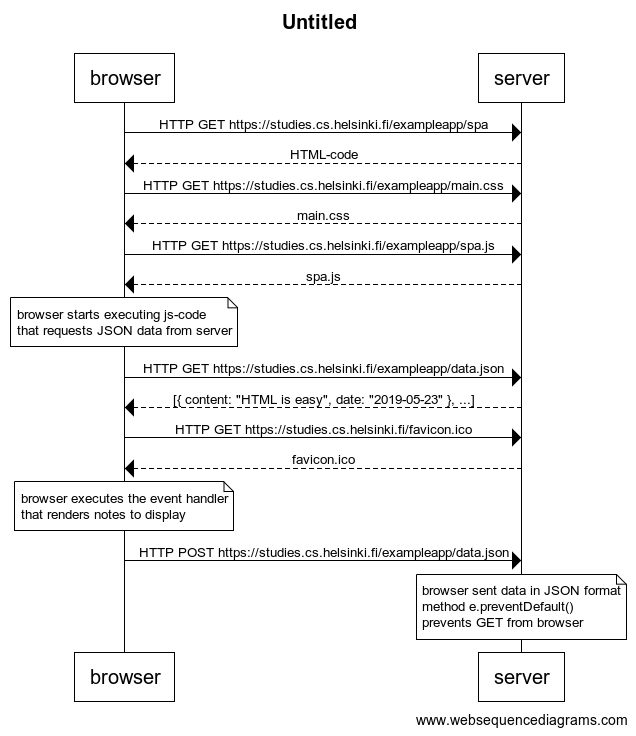 Untitled
browser
server
HTTP GET https://studies.cs.helsinki.fi/exampleapp/spa
HTML-code
HTTP GET https://studies.cs.helsinki.fi/exampleapp/main.css
main.css
HTTP GET https://studies.cs.helsinki.fi/exampleapp/spa.js
spa.js
browser starts executing js-code
that requests JSON data from server
HTTP GET https://studies.cs.helsinki.fi/exampleapp/data.json
[{ content: "HTML is easy", date: "2019-05-23" }, ...]
HTTP GET https://studies.cs.helsinki.fi/favicon.ico
favicon.ico
browser executes the event handler
that renders notes to display
HTTP POST https://studies.cs.helsinki.fi/exampleapp/data.json
browser sent data in JSON format
method e.preventDefault()
prevents GET from browser
browser
server
www.websequencediagrams.com